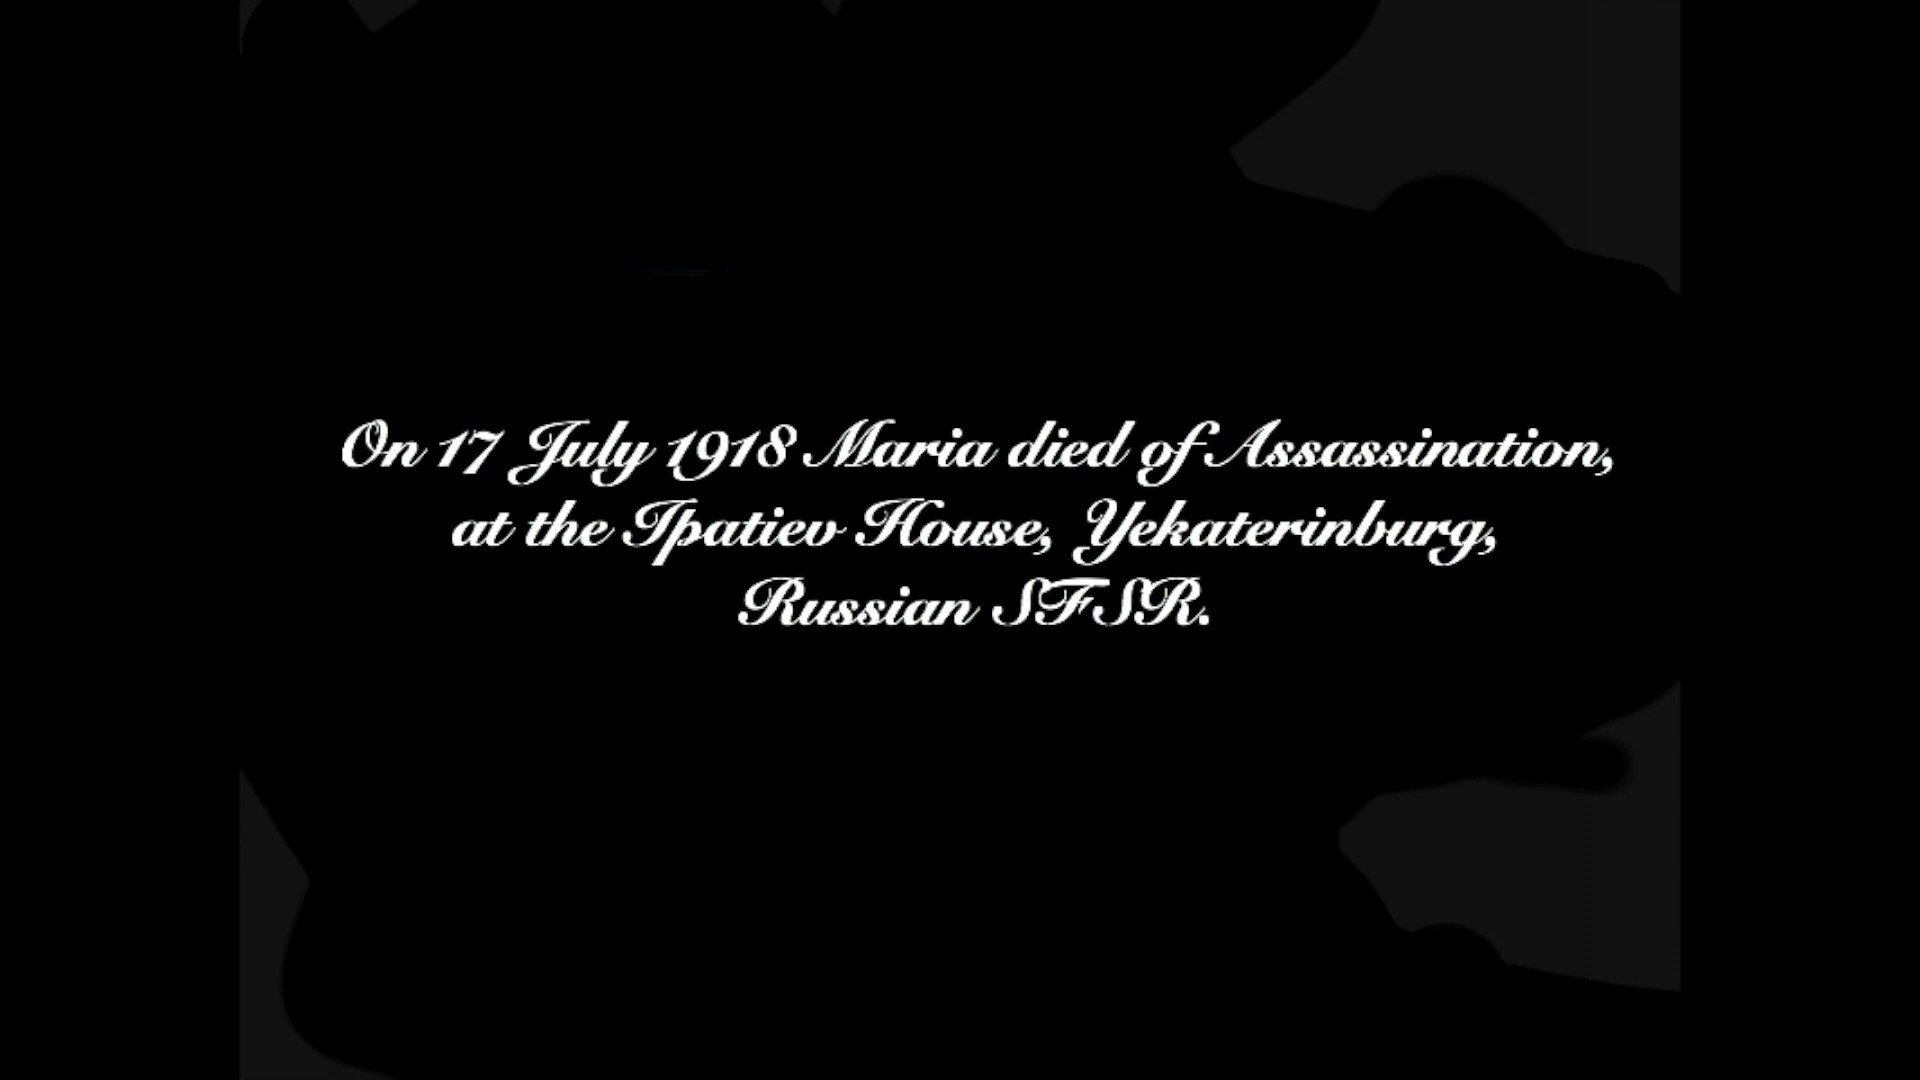 On 17 July 1918 Maria died of Assassination,
at the Ipatiev House, Yekaterinburg,
Russian SFSR.